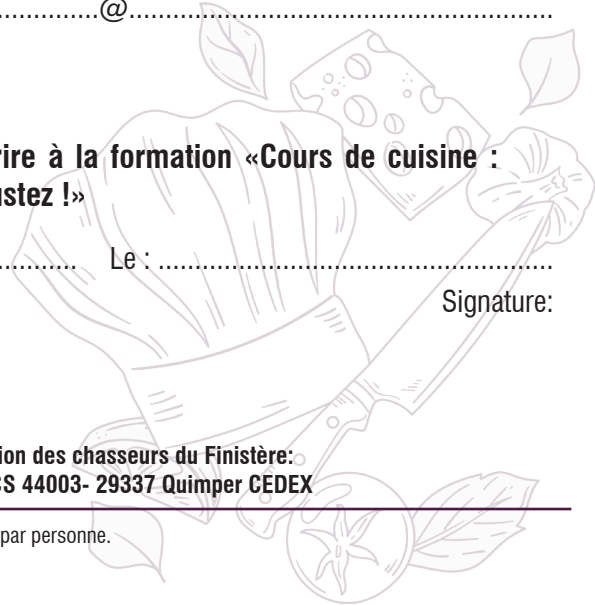 ..............@......................................................
rire à la formation «Cours de cuisine :
ustez !»
........... Le : .....................................................
Signature:
ion des chasseurs du Finistère:
CS 44003- 29337 Quimper CEDEX
par personne.